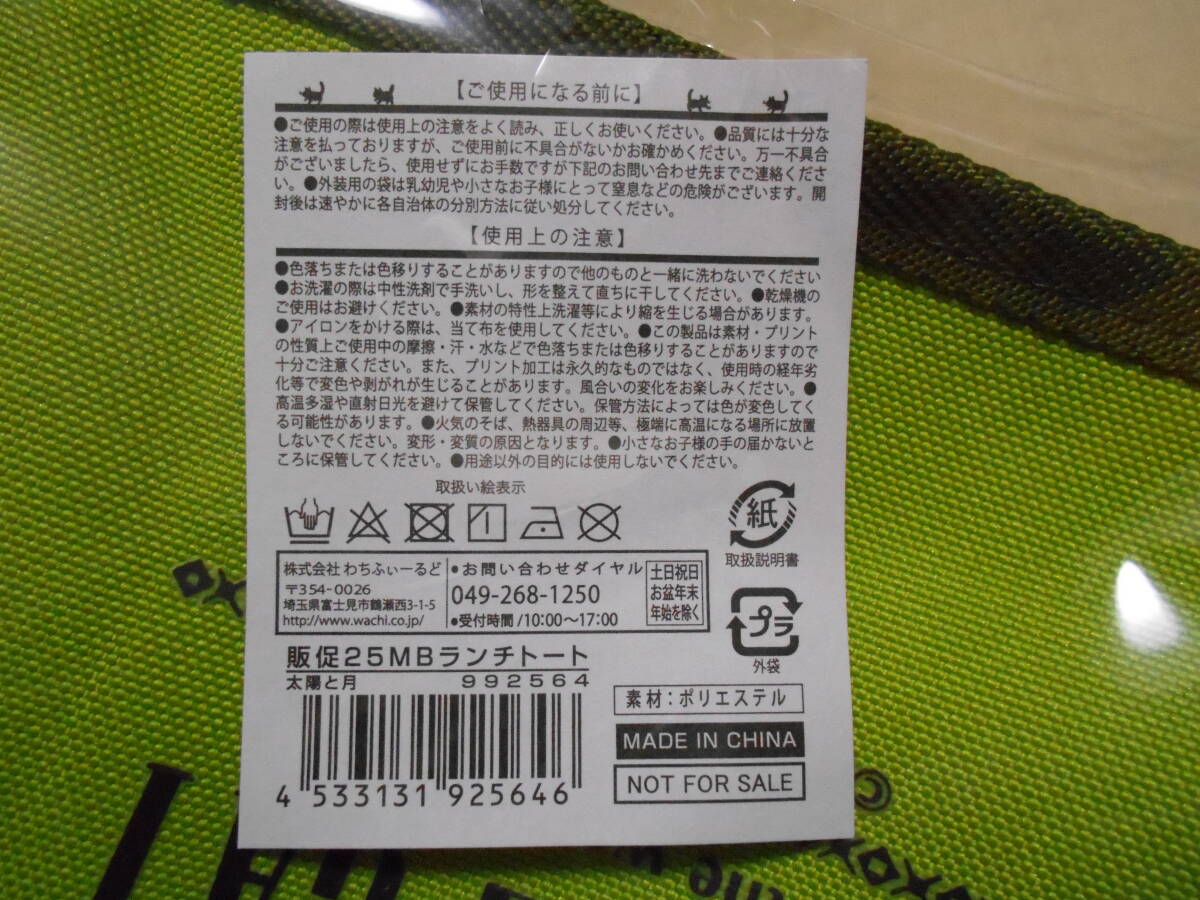 【ご使用になる前に】
●ご使用の際は使用上の注意をよく読み、正しくお使いください。●品質には十分な
注意を払っておりますが、ご使用前に不具合がないかお確かめください。万一不具合
がございましたら、使用せずにお手数ですが下記のお問い合わせ先までご連絡くださ
い。●外装用の袋は乳幼児や小さなお子様にとって窒息などの危険がございます。開
封後は速やかに各自治体の分別方法に従い処分してください。
【使用上の注意】
●色落ちまたは色移りすることがありますので他のものと一緒に洗わないでください
●お洗濯の際は中性洗剤で手洗いし、形を整えて直ちに干してください。●乾燥機の
ご使用はお避けください。●素材の特性上洗濯等により縮を生じる場合があります。
●アイロンをかける際は、当て布を使用してください。●この製品は素材・プリント
の性質上ご使用中の摩擦・汗・水などで色落ちまたは色移りすることがありますので
十分ご注意ください。また、プリント加工は永久的なものではなく、使用時の経年劣
化等で変色や剥がれが生じることがあります。風合いの変化をお楽しみください。●
高温多湿や直射日光を避けて保管してください。保管方法によっては色が変色してく
る可能性があります。●火気のそば、熱器具の周辺等、極端に高温になる場所に放置
しないでください。変形・変質の原因となります。●小さなお子様の手の届かないと
ころに保管してください。●用途以外の目的には使用しないでください。
取扱い絵表示
紙
取扱説明書
株式会社 わちふぃーるど
〒354-0026
埼玉県富士見市鶴瀬西3-1-5
http://www.wachi.co.jp/
●お問い合わせダイヤル
049-268-1250
●受付時間/10:00～17:00
土日祝日
お盆年末
年始を除く
プラ
外袋
販促25MBランチトート
太陽と月 992564
4 533131 925646
素材：ポリエステル
MADE IN CHINA
NOT FOR SALE
the